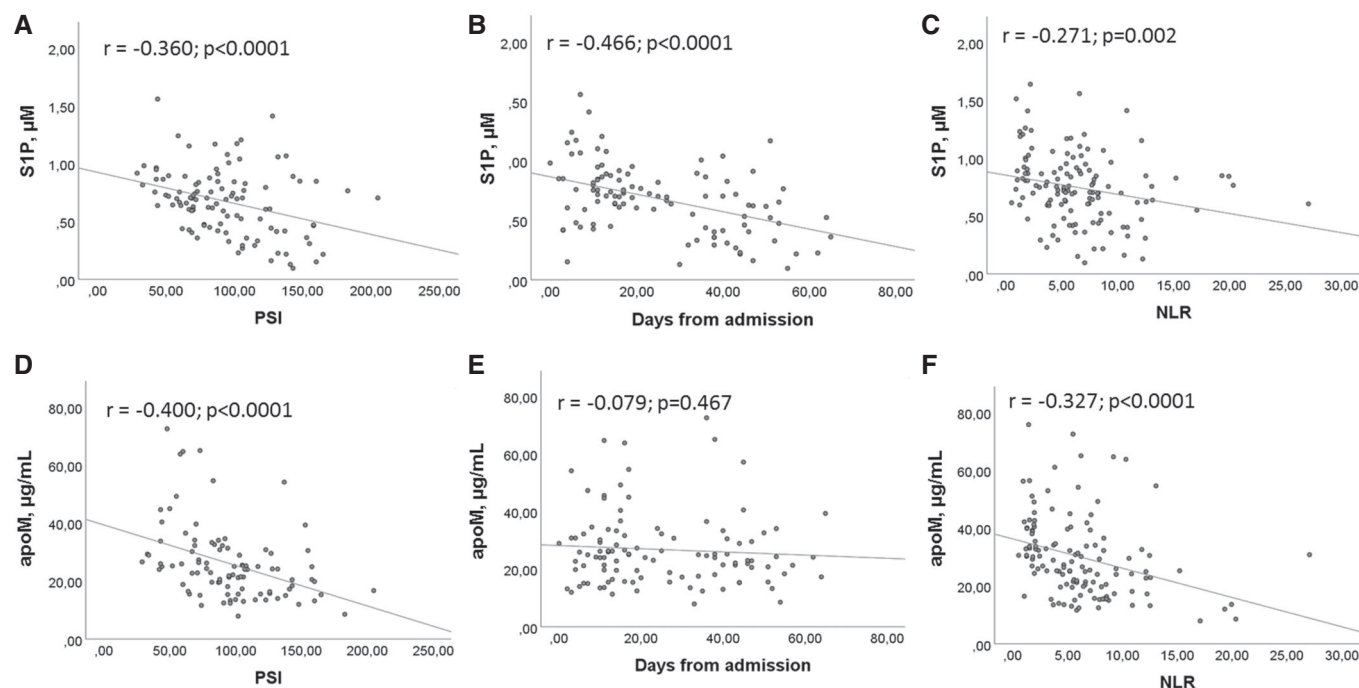 A
r = -0.360; p<0.0001
S1P, µM
2,00
1,50
1,00
,50
,00
,00 50,00 100,00 150,00 200,00 250,00
PSI
B
r = -0.466; p<0.0001
S1P, µM
2,00
,50
,00
,50
,00
,00 20,00 40,00 60,00 80,00
Days from admission
C
r = -0.271; p=0.002
S1P, µM
2,00
1,50
1,00
,50
,00
,00 5,00 10,00 15,00 20,00 25,00 30,00
NLR
D
r = -0.400; p<0.0001
apoM, µg/mL
80,00
60,00
40,00
20,00
,00
,00 50,00 100,00 150,00 200,00 250,00
PSI
E
r = -0.079; p=0.467
apoM, µg/mL
80,00
60,00
40,00
20,00
,00
,00 20,00 40,00 60,00 80,00
Days from admission
F
r = -0.327; p<0.0001
apoM, µg/mL
80,00
60,00
40,00
20,00
,00
,00 5,00 10,00 15,00 20,00 25,00 30,00
NLR